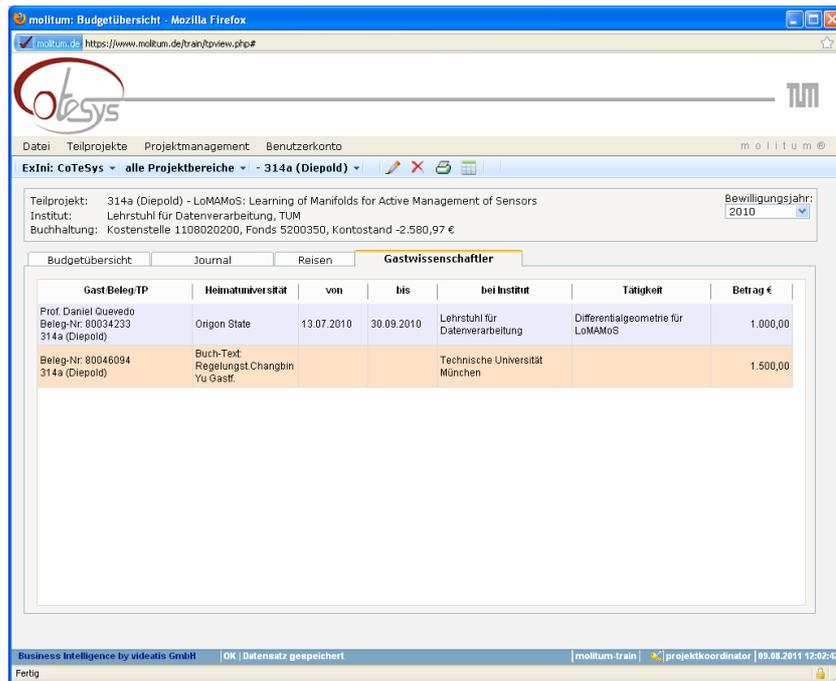 molitum: Budgetübersicht - Mozilla Firefox
molitum.de https://www.molitum.de/train/tpview.php#
CoTeSys
TUM
Datei Teilprojekte Projektmanagement Benutzerkonto molitum®
ExIni: CoTeSys alle Projektbereiche - 314a (Diepold)
Teilprojekt: 314a (Diepold) - LoMAMoS: Learning of Manifolds for Active Management of Sensors
Bewilligungsjahr:
Institut: Lehrstuhl für Datenverarbeitung, TUM
2010
Buchhaltung: Kostenstelle 1108020200, Fonds 5200350, Kontostand -2.580,97 €
Budgetübersicht Journal Reisen Gastwissenschaftler
Gast/Beleg/TP Heimatuniversität von bis bei Institut Tätigkeit Betrag €
Prof. Daniel Quevedo
Beleg-Nr: 80034233
314a (Diepold)
Origon State
13.07.2010
30.09.2010
Lehrstuhl für
Datenverarbeitung
Differentialgeometrie für
LoMAMoS
1.000,00
Beleg-Nr: 80046094
314a (Diepold)
Buch-Text:
Regelungst.Changbin
Yu Gastf.
Technische Universität
München
1.500,00
Business Intelligence by videatis GmbH OK | Datensatz gespeichert molitum-train projektkoordinator 09.08.2011 12:02:42
Fertig